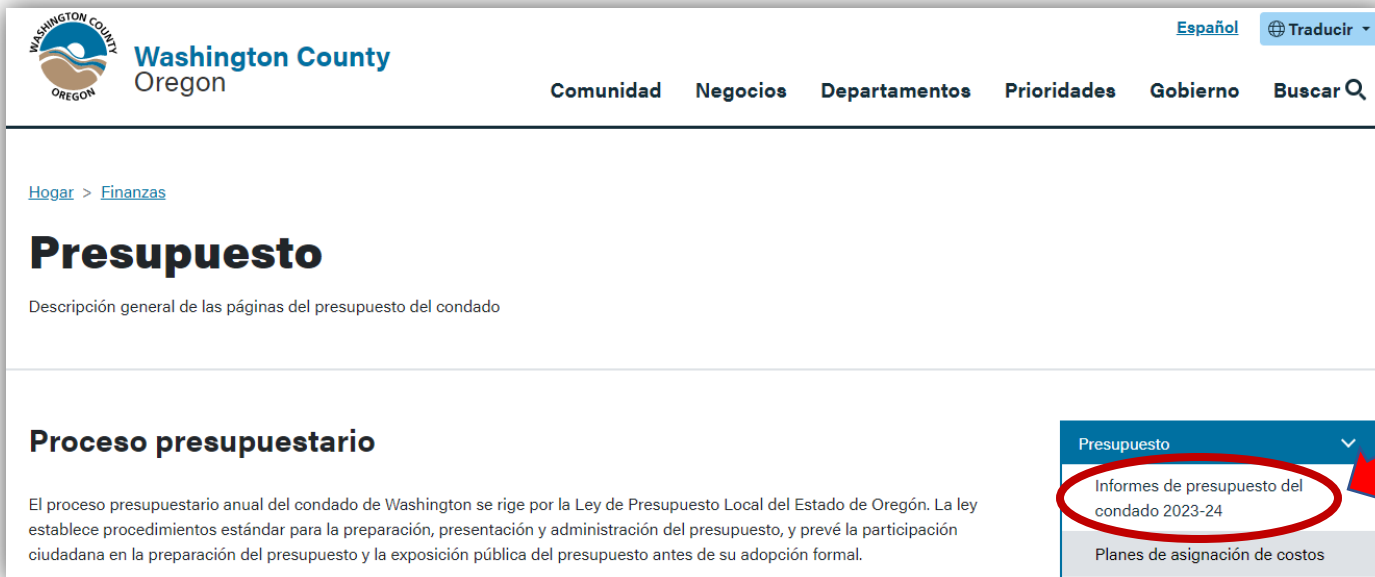 WASHINGTON COUNTY
OREGON
Washington County
Oregon
Español
Traducir
Comunidad Negocios Departamentos Prioridades Gobierno Buscar
Hogar > Finanzas
Presupuesto
Descripción general de las páginas del presupuesto del condado
Proceso presupuestario
El proceso presupuestario anual del condado de Washington se rige por la Ley de Presupuesto Local del Estado de Oregón. La ley
establece procedimientos estándar para la preparación, presentación y administración del presupuesto, y prevé la participación
ciudadana en la preparación del presupuesto y la exposición pública del presupuesto antes de su adopción formal.
Presupuesto
Informes de presupuesto del
condado 2023-24
Planes de asignación de costos